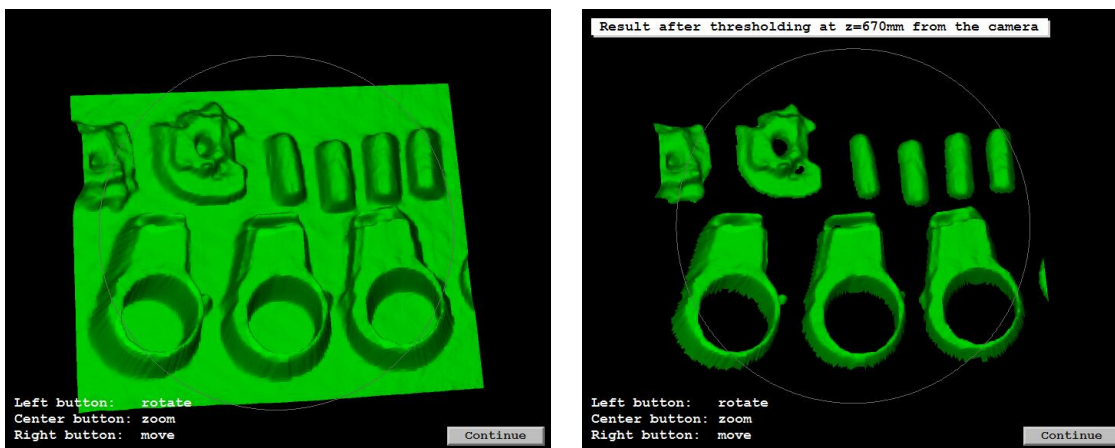 Left button:   rotate
Center button: zoom
Right button:  move
Continue
Result after thresholding at z=670mm from the camera
Left button:   rotate
Center button: zoom
Right button:  move
Continue